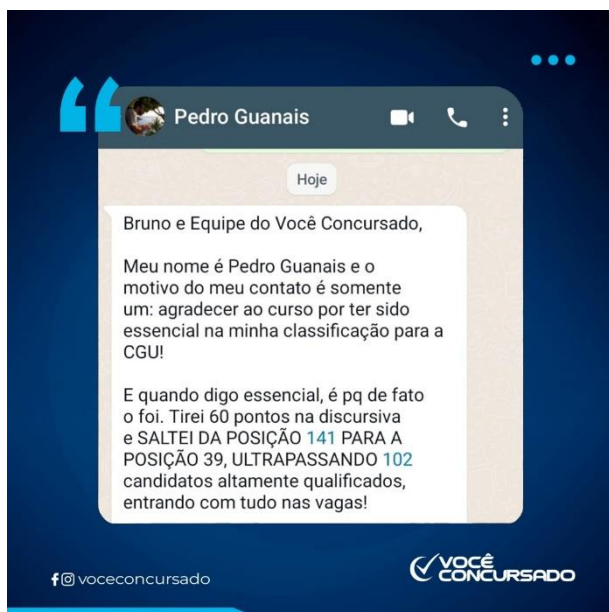 Pedro Guanais
Hoje
Bruno e Equipe do Você Concursado,
Meu nome é Pedro Guanais e o
motivo do meu contato é somente
um: agradecer ao curso por ter sido
essencial na minha classificação para a
CGU!
E quando digo essencial, é pq de fato
o foi. Tirei 60 pontos na discursiva
e SALTEI DA POSIÇÃO 141 PARA A
POSIÇÃO 39, ULTRAPASSANDO 102
candidatos altamente qualificados,
entrando com tudo nas vagas!
voceconcursado
VOCÊ
CONCURSADO